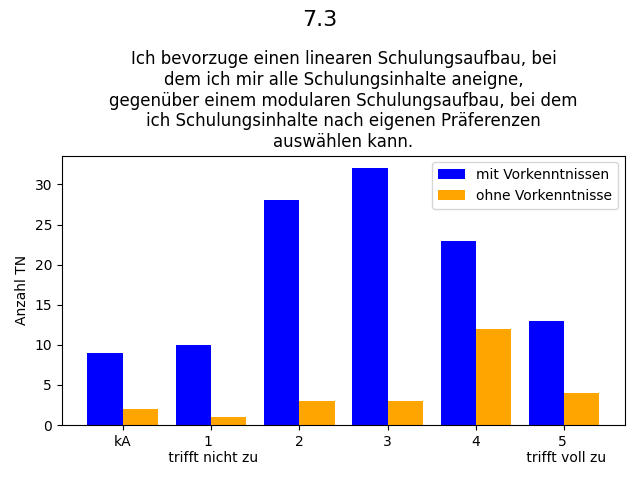 7.3
Ich bevorzuge einen linearen Schulungsaufbau, bei
dem ich mir alle Schulungsinhalte aneigne,
gegenüber einem modularen Schulungsaufbau, bei dem
ich Schulungsinhalte nach eigenen Präferenzen
auswählen kann.
mit Vorkenntnissen
ohne Vorkenntnisse
Anzahl TN
30
25
20
15
10
5
0
kA 1 2 3 4 5
trifft nicht zu trifft voll zu